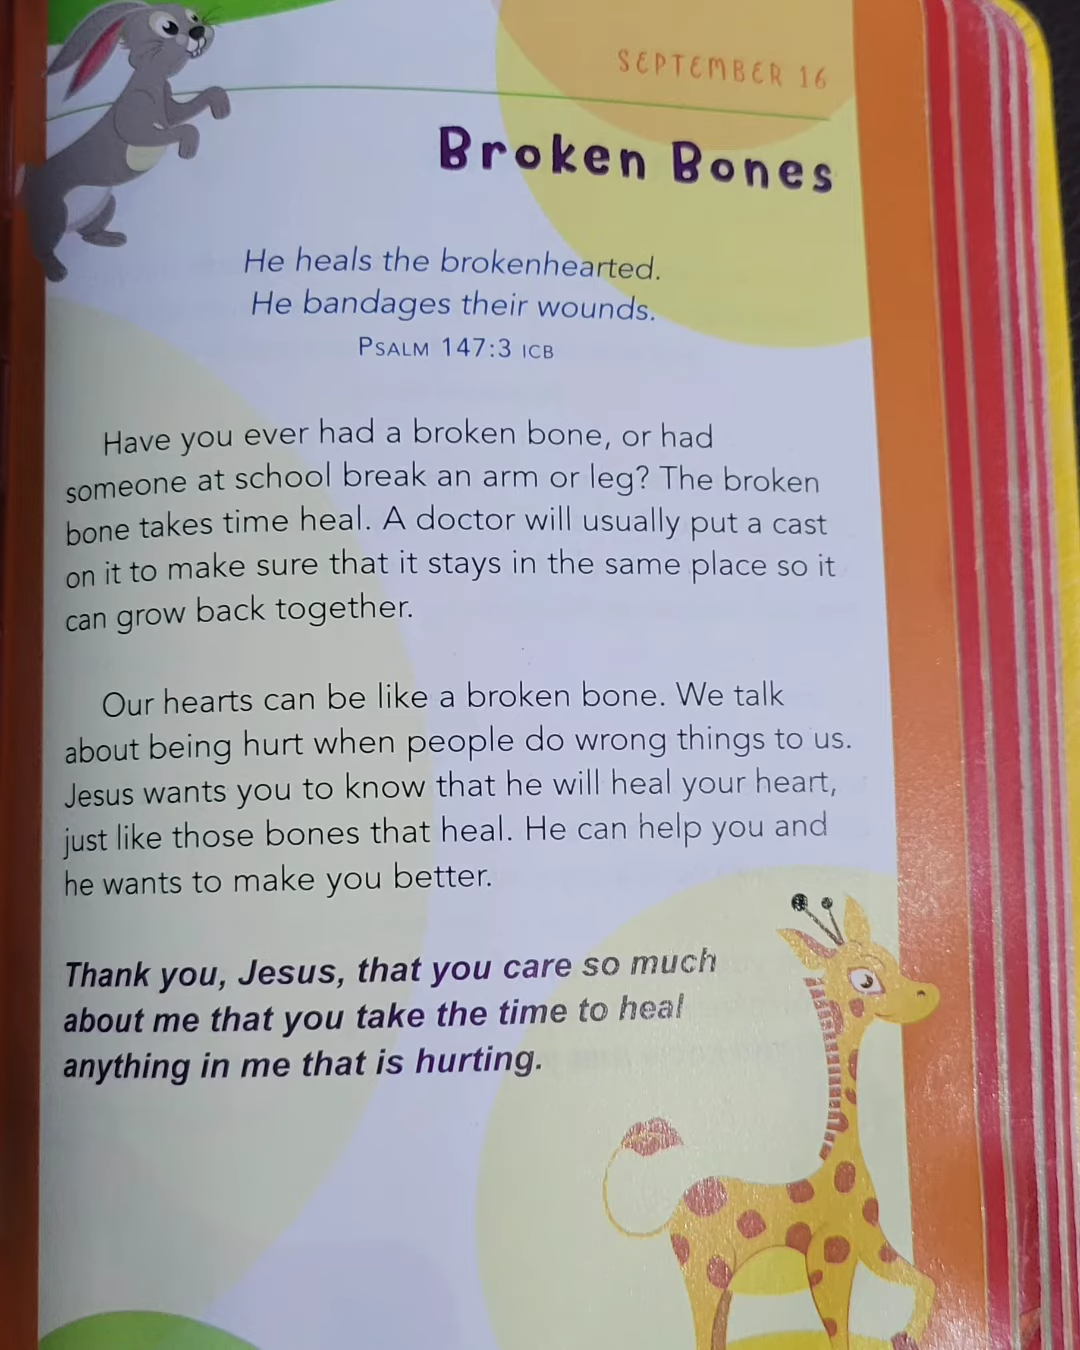 SEPTEMBER 16
Broken Bones
He heals the brokenhearted.
He bandages their wounds.
PSALM 147:3 ICB
Have you ever had a broken bone, or had
someone at school break an arm or leg? The broken
bone takes time heal. A doctor will usually put a cast
on it to make sure that it stays in the same place so it
can grow back together.
Our hearts can be like a broken bone. We talk
about being hurt when people do wrong things to us.
Jesus wants you to know that he will heal your heart,
just like those bones that heal. He can help you and
he wants to make you better.
Thank you, Jesus, that you care so much
about me that you take the time to heal
anything in me that is hurting.